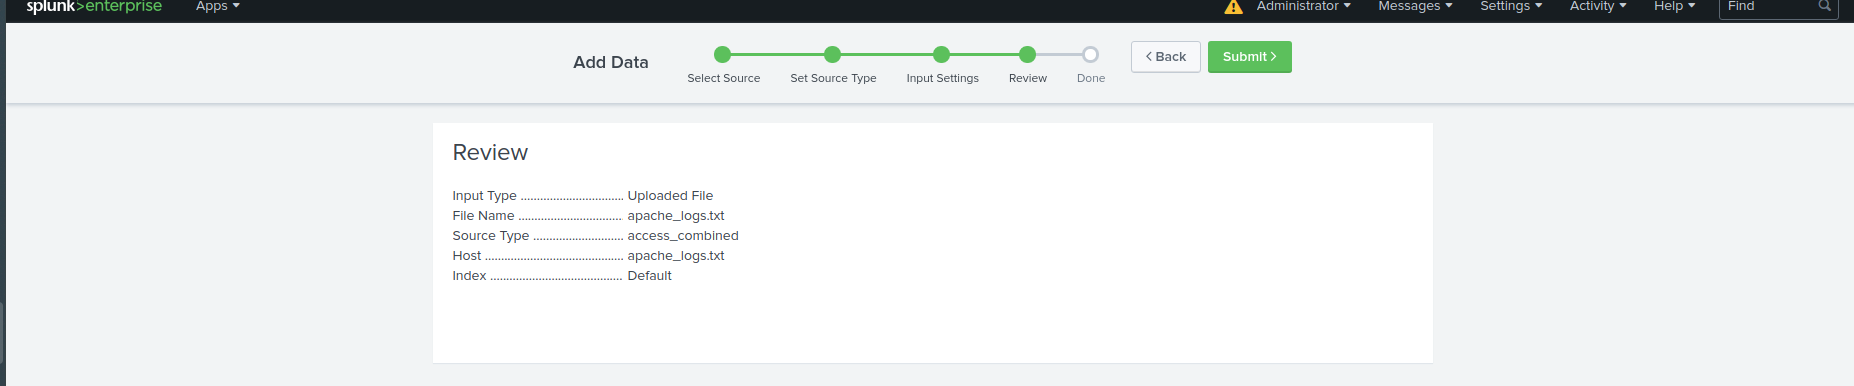 splunk>enterprise Apps Administrator Messages Settings Activity Help Find
Add Data
Select Source Set Source Type Input Settings Review Done
< Back Submit >
Review
Input Type ................................ Uploaded File
File Name ................................ apache_logs.txt
Source Type ............................ access_combined
Host ........................................... apache_logs.txt
Index ......................................... Default